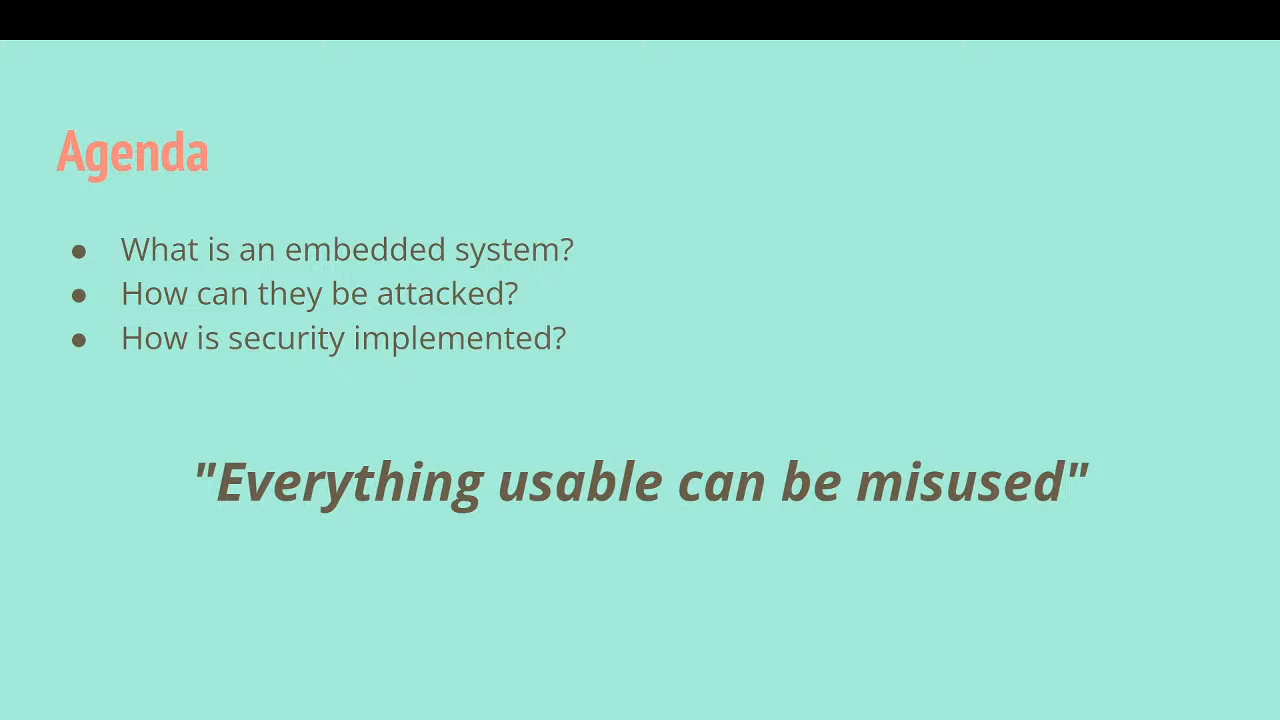 Agenda
● What is an embedded system?
● How can they be attacked?
● How is security implemented?
"Everything usable can be misused"